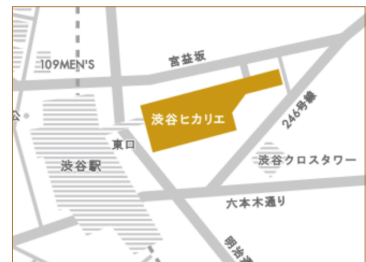 宮益坂
109MEN'S
渋谷ヒカリエ
246号線
東口
渋谷駅
渋谷クロスタワー
六本木通り
明治